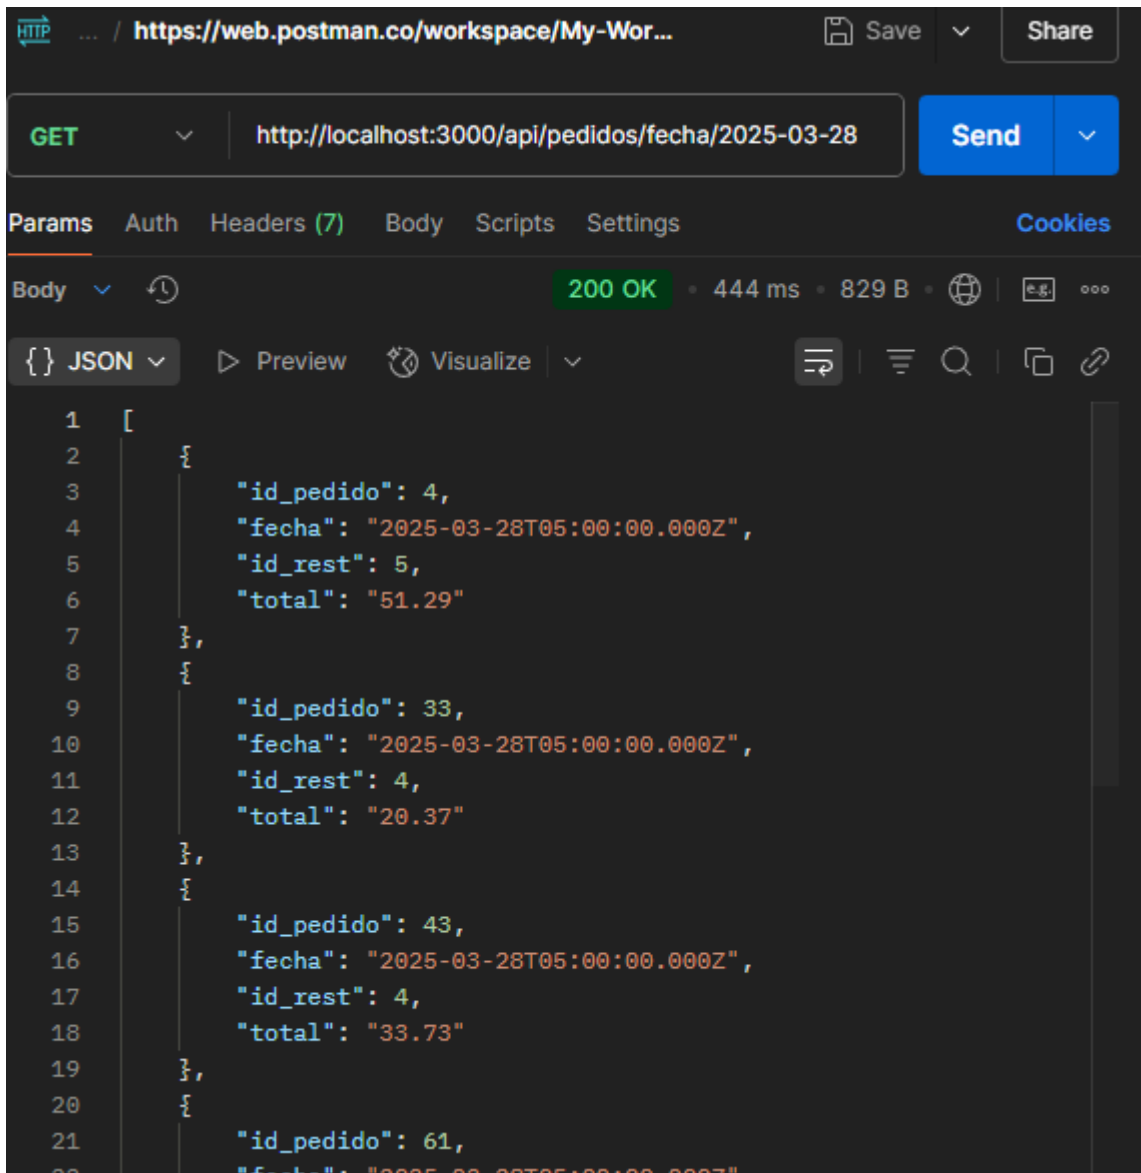 HTTP ... / https://web.postman.co/workspace/My-Wor... Save Share
GET http://localhost:3000/api/pedidos/fecha/2025-03-28 Send
Params Auth Headers (7) Body Scripts Settings Cookies
Body 200 OK • 444 ms • 829 B • e.g. ooo
{} JSON Preview Visualize
1 [
2 {
3 "id_pedido": 4,
4 "fecha": "2025-03-28T05:00:00.000Z",
5 "id_rest": 5,
6 "total": "51.29"
7 },
8 {
9 "id_pedido": 33,
10 "fecha": "2025-03-28T05:00:00.000Z",
11 "id_rest": 4,
12 "total": "20.37"
13 },
14 {
15 "id_pedido": 43,
16 "fecha": "2025-03-28T05:00:00.000Z",
17 "id_rest": 4,
18 "total": "33.73"
19 },
20 {
21 "id_pedido": 61,